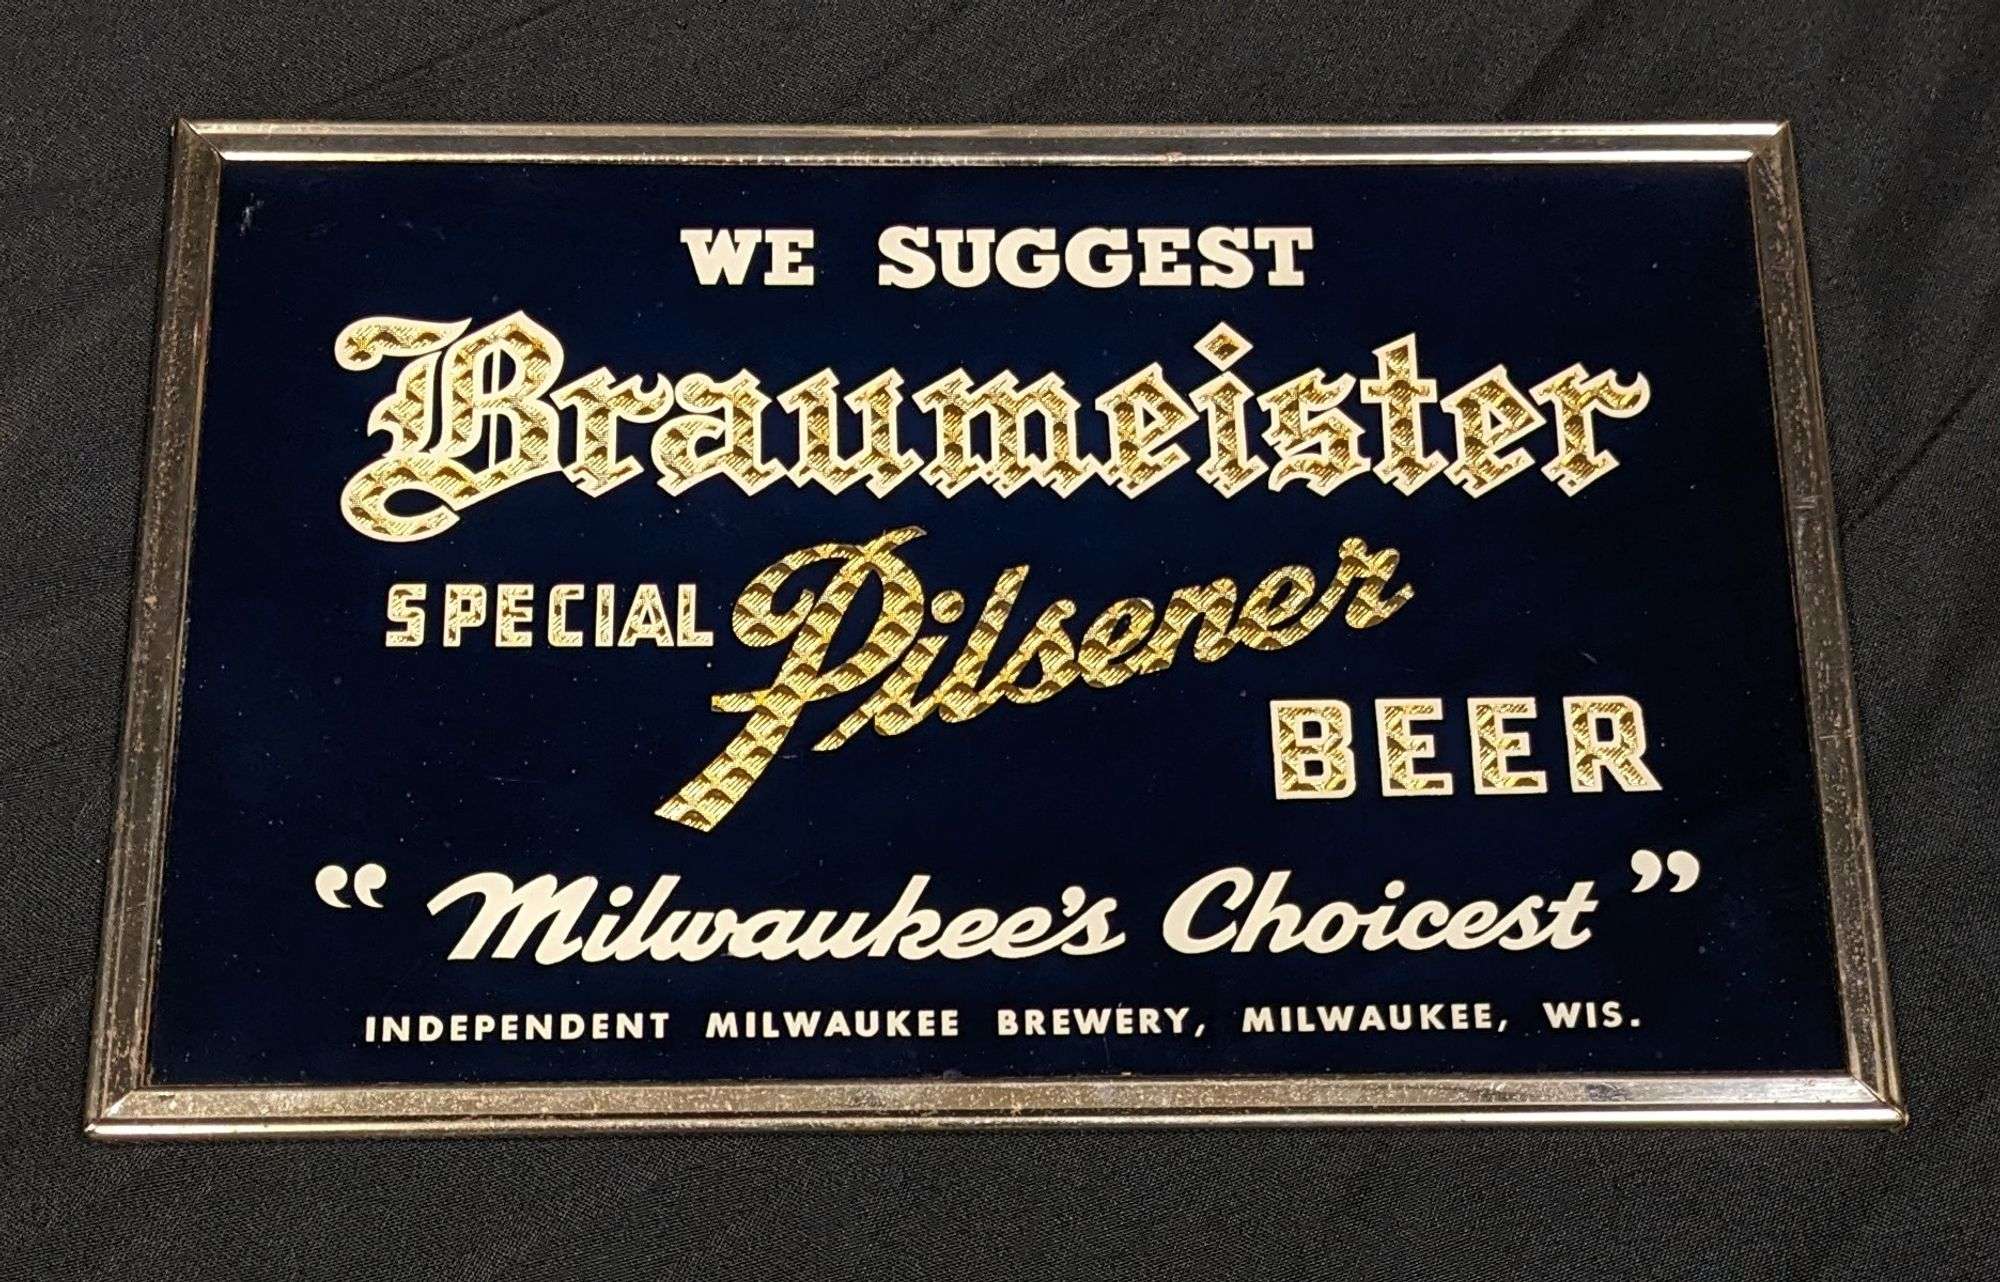 WE SUGGEST
Braumeister
SPECIAL Pilsener
BEER
“Milwaukee's Choicest”
INDEPENDENT MILWAUKEE BREWERY, MILWAUKEE, WIS.